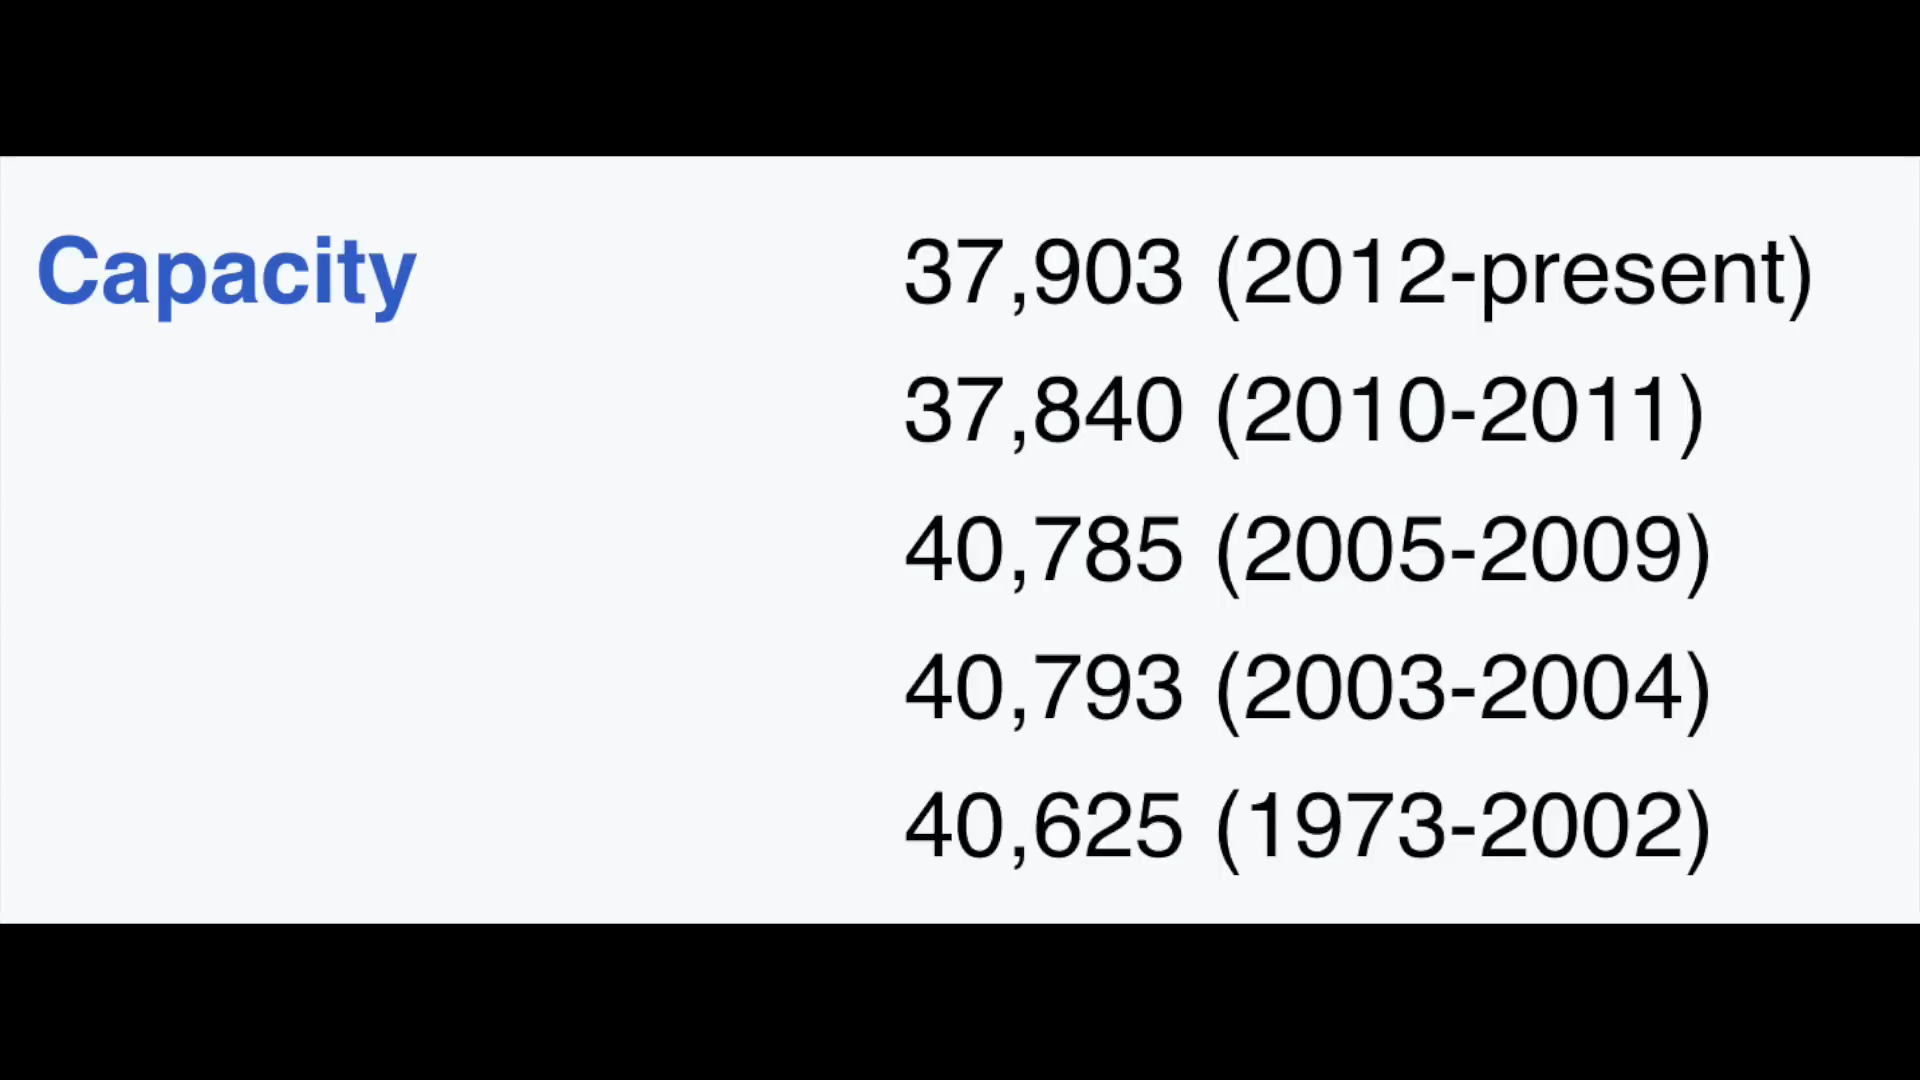 Capacity 37,903 (2012-present)
37,840 (2010-2011)
40,785 (2005-2009)
40,793 (2003-2004)
40,625 (1973-2002)